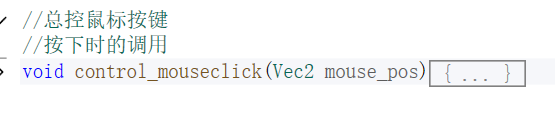 //总控鼠标按键
//按下时的调用
void control_mouseclick(Vec2 mouse_pos){ ... }